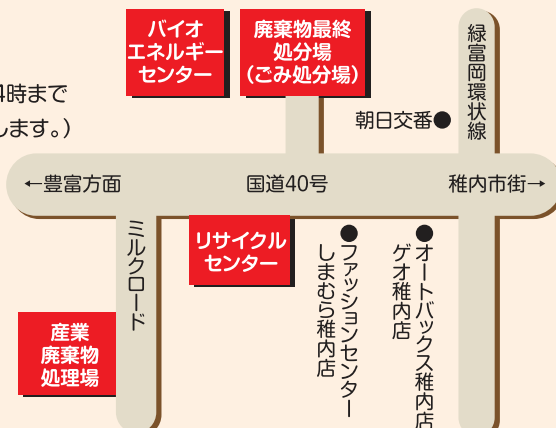 バイオ
エネルギー
センター
廃棄物最終
処分場
(ごみ処分場)
緑富岡環状線
4時まで
します。)
朝日交番●
←豊富方面
国道40号
稚内市街→
ミルクロード
リサイクル
センター
●ファッションセンター
しまむら稚内店
●オートバックス稚内店
ゲオ稚内店
産業
廃棄物
処理場